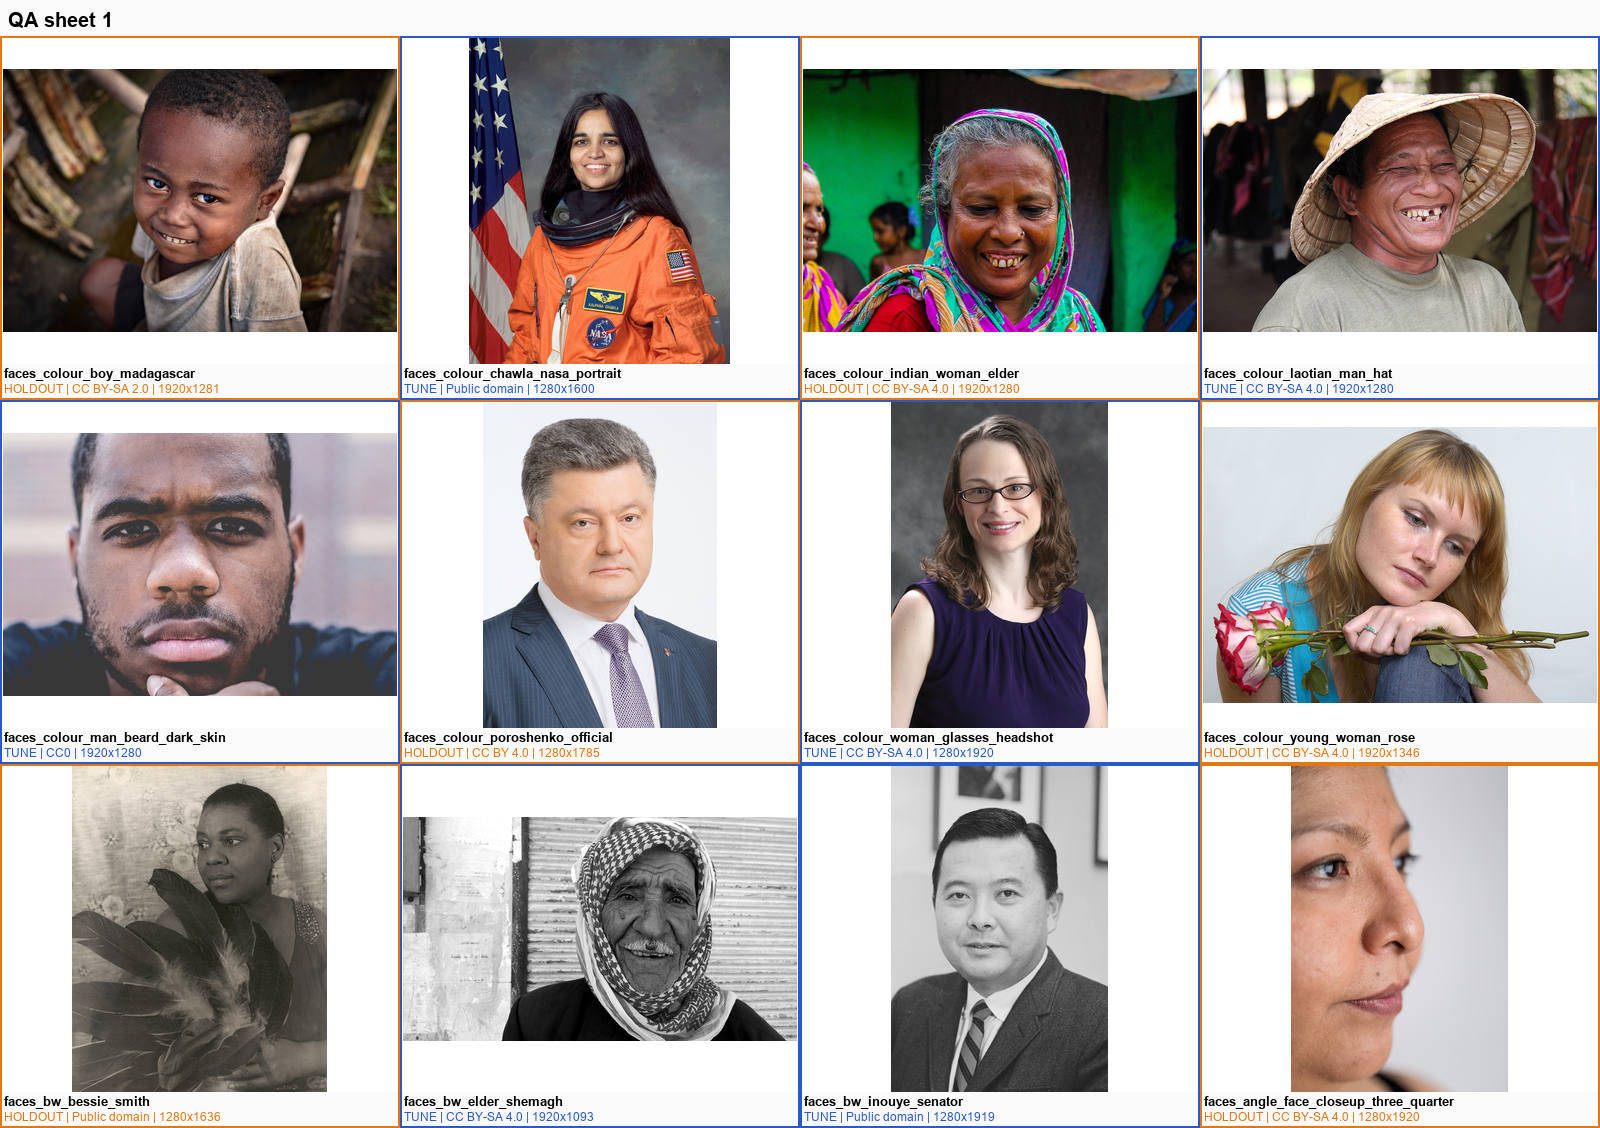 QA sheet 1
faces_colour_boy_madagascar
HOLDOUT | CC BY-SA 2.0 | 1920x1281
faces_colour_chawla_nasa_portrait
TUNE | Public domain | 1280x1600
faces_colour_indian_woman_elder
HOLDOUT | CC BY-SA 4.0 | 1920x1280
faces_colour_laotian_man_hat
TUNE | CC BY-SA 4.0 | 1920x1280
NASA
faces_colour_man_beard_dark_skin
TUNE | CC0 | 1920x1280
faces_colour_poroshenko_official
HOLDOUT | CC BY 4.0 | 1280x1785
faces_colour_woman_glasses_headshot
TUNE | CC BY-SA 4.0 | 1280x1920
faces_colour_young_woman_rose
HOLDOUT | CC BY-SA 4.0 | 1920x1346
faces_bw_bessie_smith
HOLDOUT | Public domain | 1280x1636
faces_bw_elder_shemagh
TUNE | CC BY-SA 4.0 | 1920x1093
faces_bw_inouye_senator
TUNE | Public domain | 1280x1919
faces_angle_face_closeup_three_quarter
HOLDOUT | CC BY-SA 4.0 | 1280x1920